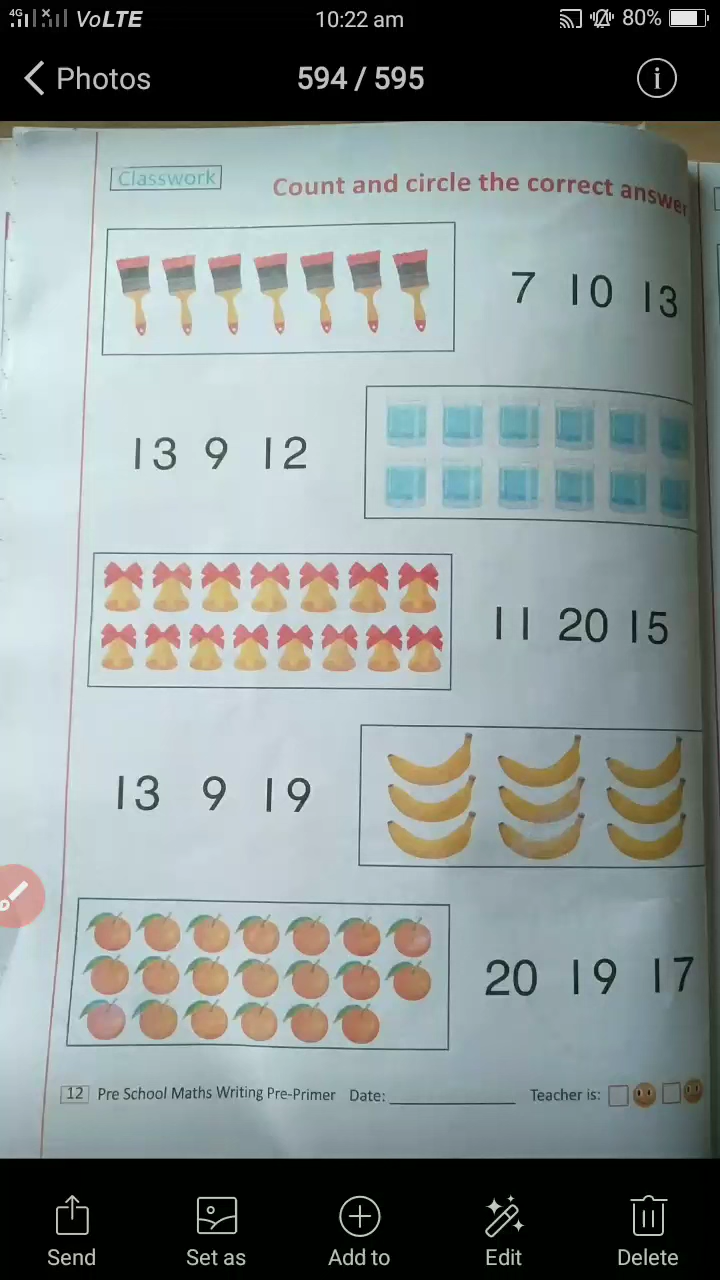 4G VoLTE 10:22 am 80%
Photos 594 / 595
Classwork
Count and circle the correct answer
7 10 13
13 9 12
11 20 15
13 9 19
20 19 17
12 Pre School Maths Writing Pre-Primer Date: Teacher is:
Send Set as Add to Edit Delete